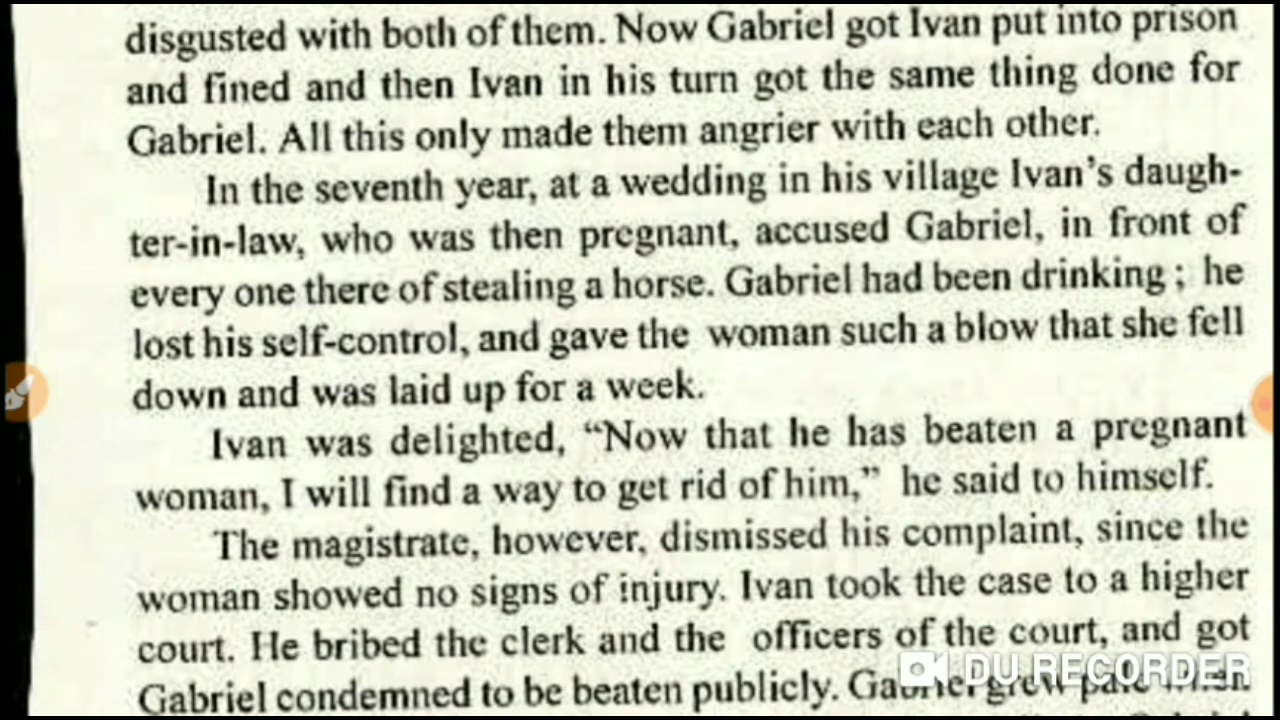 disgusted with both of them. Now Gabriel got Ivan put into prison
and fined and then Ivan in his turn got the same thing done for
Gabriel. All this only made them angrier with each other.
In the seventh year, at a wedding in his village Ivan's daugh-
ter-in-law, who was then pregnant, accused Gabriel, in front of
every one there of stealing a horse. Gabriel had been drinking ; he
lost his self-control, and gave the woman such a blow that she fell
down and was laid up for a week.
Ivan was delighted, “Now that he has beaten a pregnant
woman, I will find a way to get rid of him,” he said to himself.
The magistrate, however, dismissed his complaint, since the
woman showed no signs of injury. Ivan took the case to a higher
court. He bribed the clerk and the officers of the court, and got
DU RECORDER
Gabriel condemned to be beaten publicly. Gabriel grew pale when